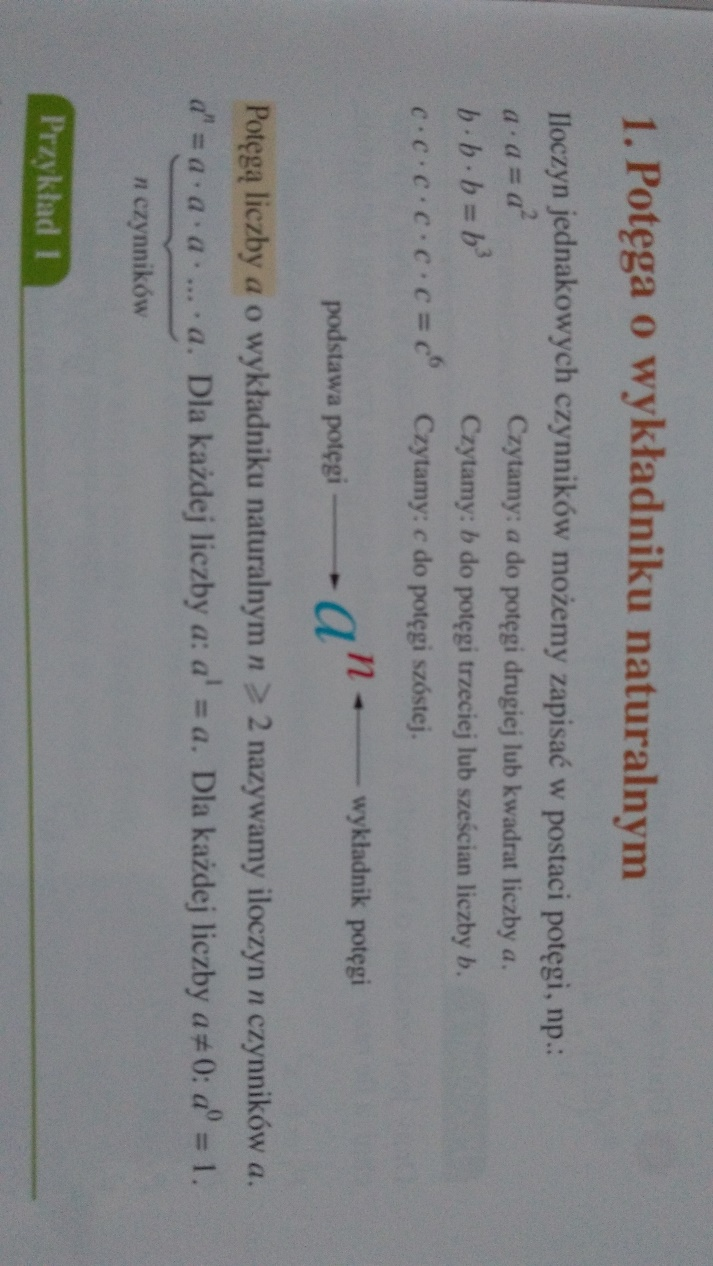 1. Potęga o wykładniku naturalnym
Iloczyn jednakowych czynników możemy zapisać w postaci potęgi, np.:
a · a = a² Czytamy: a do potęgi drugiej lub kwadrat liczby a.
b · b · b = b³ Czytamy: b do potęgi trzeciej lub sześcian liczby b.
c · c · c · c · c · c = c⁶ Czytamy: c do potęgi szóstej.
podstawa potęgi → aⁿ ← wykładnik potęgi
Potęgą liczby a o wykładniku naturalnym n ⩾ 2 nazywamy iloczyn n czynników a.
aⁿ = a · a · a · ... · a. Dla każdej liczby a: a¹ = a. Dla każdej liczby a ≠ 0: a⁰ = 1.
n czynników
Przykład 1